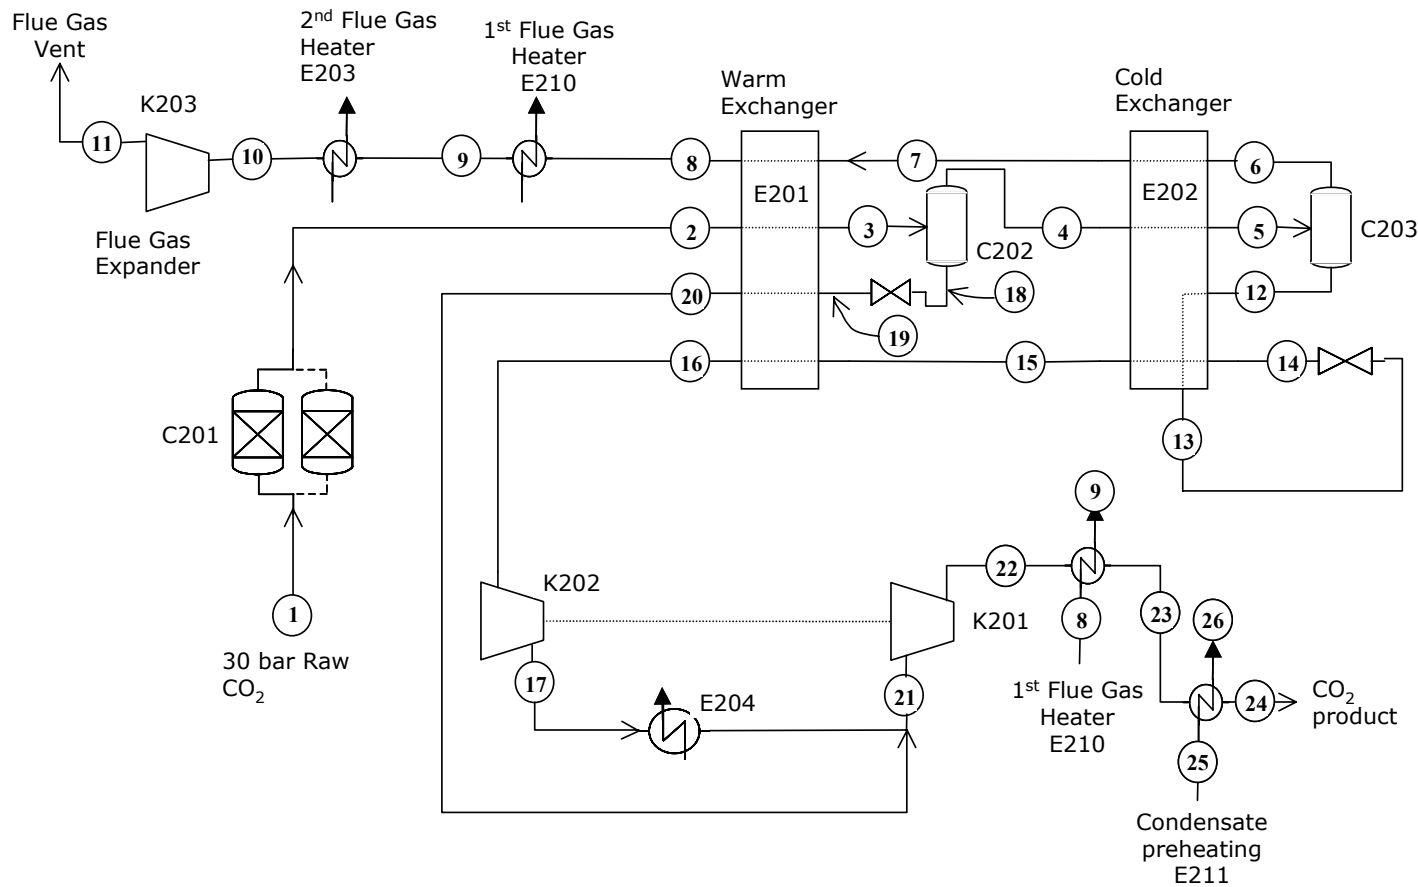 Flue Gas
Vent
2nd Flue Gas
Heater
E203
1st Flue Gas
Heater
E210
K203
Warm
Exchanger
Cold
Exchanger
11
10
9
8
7
6
E201
E202
C203
2
3
4
5
C202
Flue Gas
Expander
20
18
12
19
16
15
14
C201
13
9
22
K202
K201
1
8
23
26
30 bar Raw
CO2
17
21
E204
1st Flue Gas
Heater
E210
24
CO2
product
25
Condensate
preheating
E211